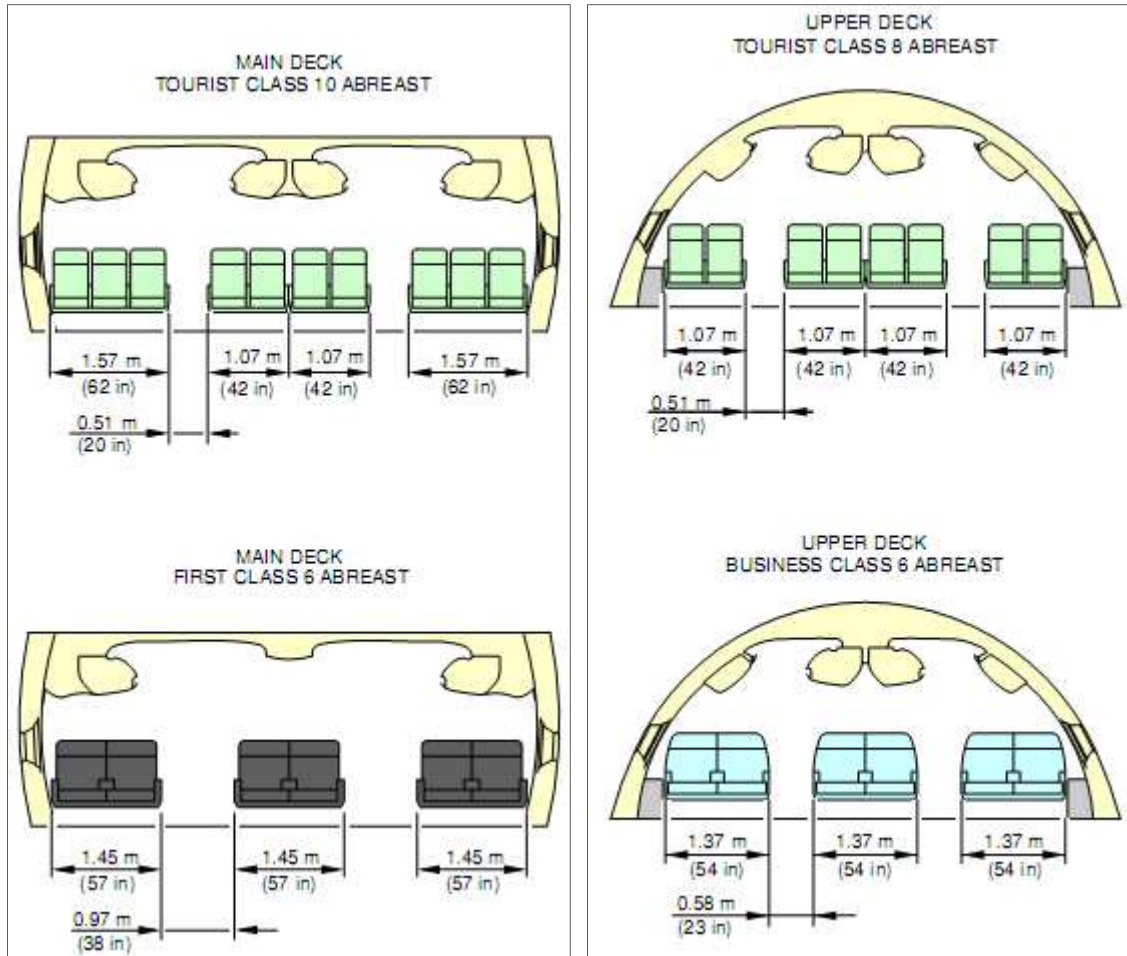 MAIN DECK
TOURIST CLASS 10 ABREAST
1.57 m
(62 in)
1.07 m
(42 in)
1.07 m
(42 in)
1.57 m
(62 in)
0.51 m
(20 in)
UPPER DECK
TOURIST CLASS 8 ABREAST
1.07 m
(42 in)
1.07 m
(42 in)
1.07 m
(42 in)
1.07 m
(42 in)
0.51 m
(20 in)
MAIN DECK
FIRST CLASS 6 ABREAST
1.45 m
(57 in)
1.45 m
(57 in)
1.45 m
(57 in)
0.97 m
(38 in)
UPPER DECK
BUSINESS CLASS 6 ABREAST
1.37 m
(54 in)
1.37 m
(54 in)
1.37 m
(54 in)
0.58 m
(23 in)